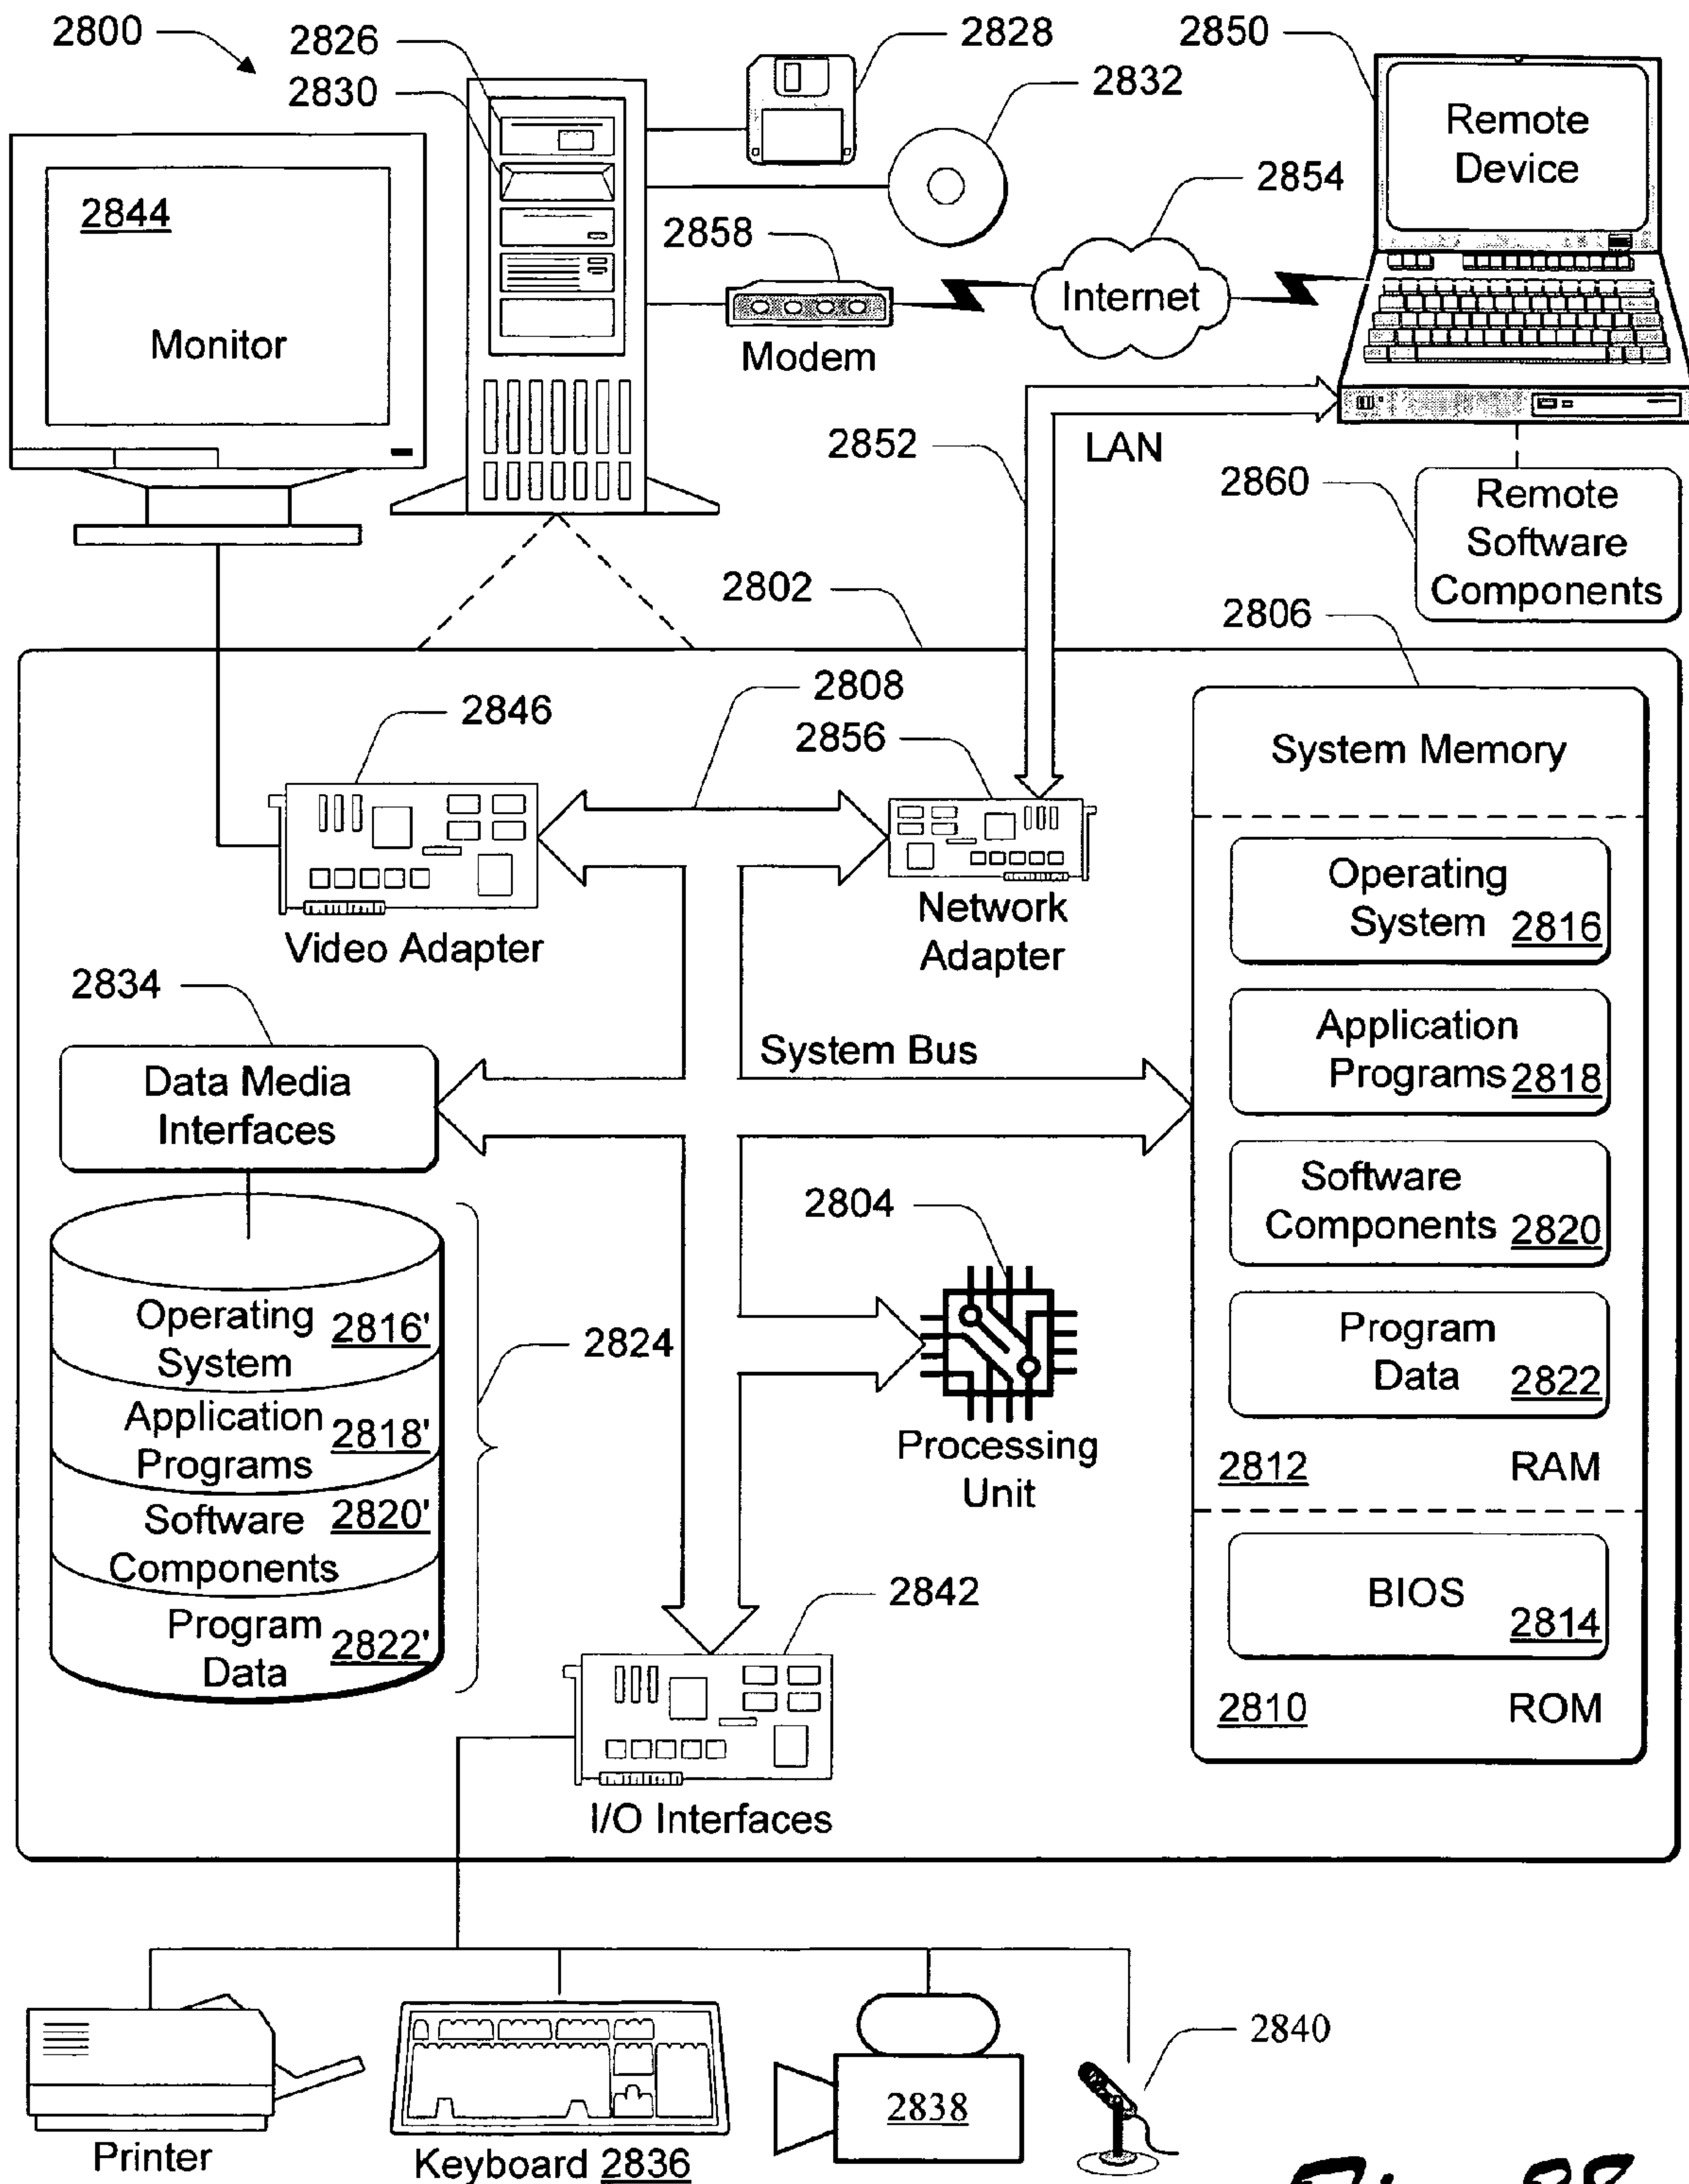 2800
2826
2830
2828
2832
2850
Remote
Device
2844
Monitor
2858
Modem
2854
Internet
2852
LAN
2860
Remote
Software
Components
2802
2806
2846
2808
2856
Video Adapter
Network
Adapter
System Memory
Operating
System 2816
Application
Programs 2818
Software
Components 2820
Program
Data 2822
2812 RAM
BIOS
2814
2810 ROM
2834
Data Media
Interfaces
System Bus
2804
Processing
Unit
Operating
System 2816'
Application
Programs 2818'
Software 2820'
Components
Program
Data 2822'
2824
2842
I/O Interfaces
Printer
Keyboard 2836
2838
2840